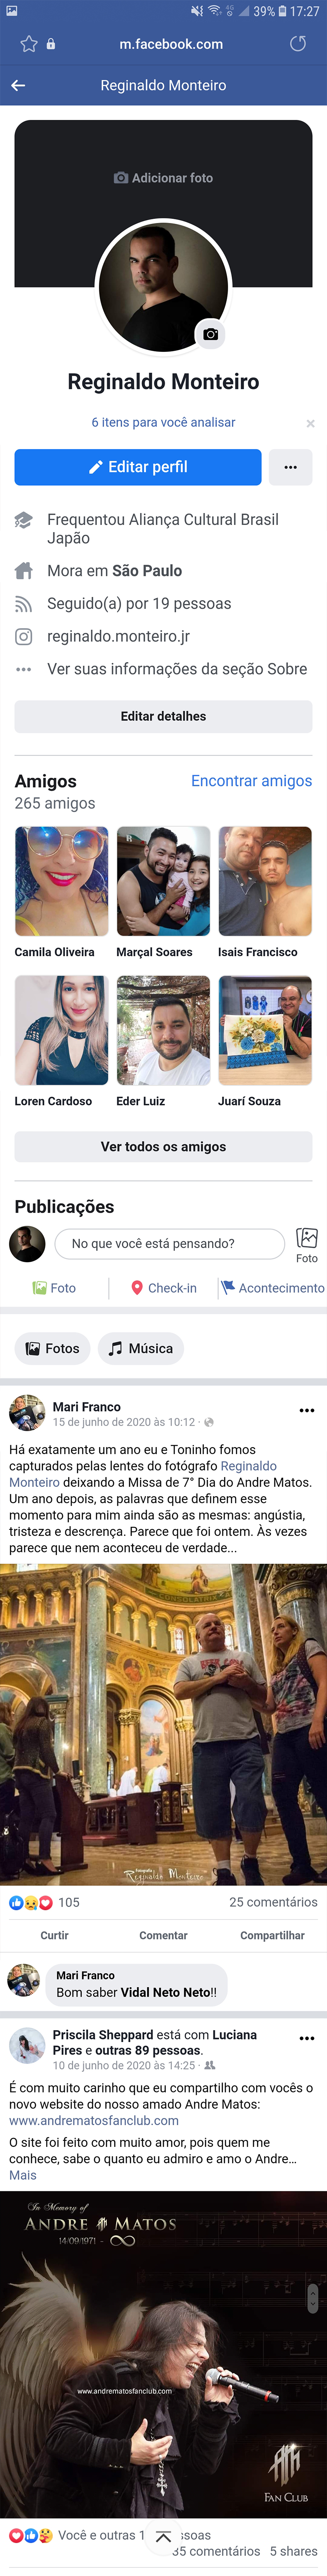 4G
39%
17:27
m.facebook.com
Reginaldo Monteiro
Adicionar foto
Reginaldo Monteiro
6 itens para você analisar
Editar perfil
Frequentou Aliança Cultural Brasil
Japão
Mora em São Paulo
Seguido(a) por 19 pessoas
reginaldo.monteiro.jr
Ver suas informações da seção Sobre
Editar detalhes
Amigos
Encontrar amigos
265 amigos
Camila Oliveira
Marçal Soares
Isais Francisco
Loren Cardoso
Eder Luiz
Juarí Souza
Ver todos os amigos
Publicações
No que você está pensando?
Foto
Foto
Check-in
Acontecimento
Fotos
Música
Mari Franco
15 de junho de 2020 às 10:12 ·
Há exatamente um ano eu e Toninho fomos
capturados pelas lentes do fotógrafo Reginaldo
Monteiro deixando a Missa de 7° Dia do Andre Matos.
Um ano depois, as palavras que definem esse
momento para mim ainda são as mesmas: angústia,
tristeza e descrença. Parece que foi ontem. Às vezes
parece que nem aconteceu de verdade...
Reginaldo Monteiro
105
25 comentários
Curtir
Comentar
Compartilhar
Mari Franco
Bom saber Vidal Neto Neto!!
Priscila Sheppard está com Luciana
Pires e outras 89 pessoas.
10 de junho de 2020 às 14:25 ·
É com muito carinho que eu compartilho com vocês o
novo website do nosso amado Andre Matos:
www.andrematosfanclub.com
O site foi feito com muito amor, pois quem me
conhece, sabe o quanto eu admiro e amo o Andre...
Mais
In Memory of
ANDRE MATOS
14/09/1971 - ∞
www.andrematosfanclub.com
FAN CLUB
Você e outras 1
ssoas
35 comentários
5 shares